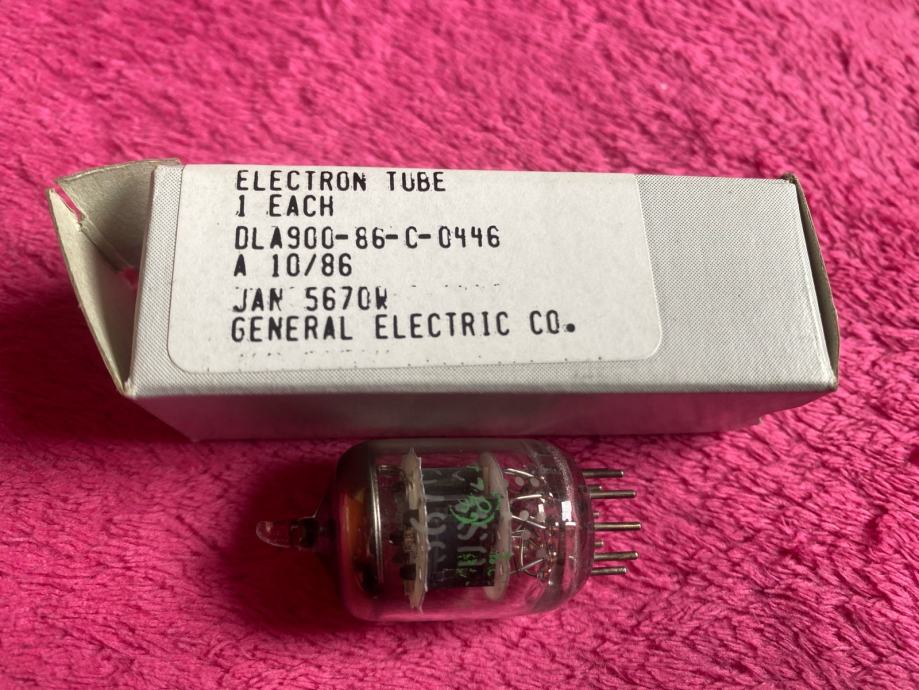 ELECTRON TUBE
1 EACH
DLA900-86-C-0446
A 10/86
JAN 5670W
GENERAL ELECTRIC CO.